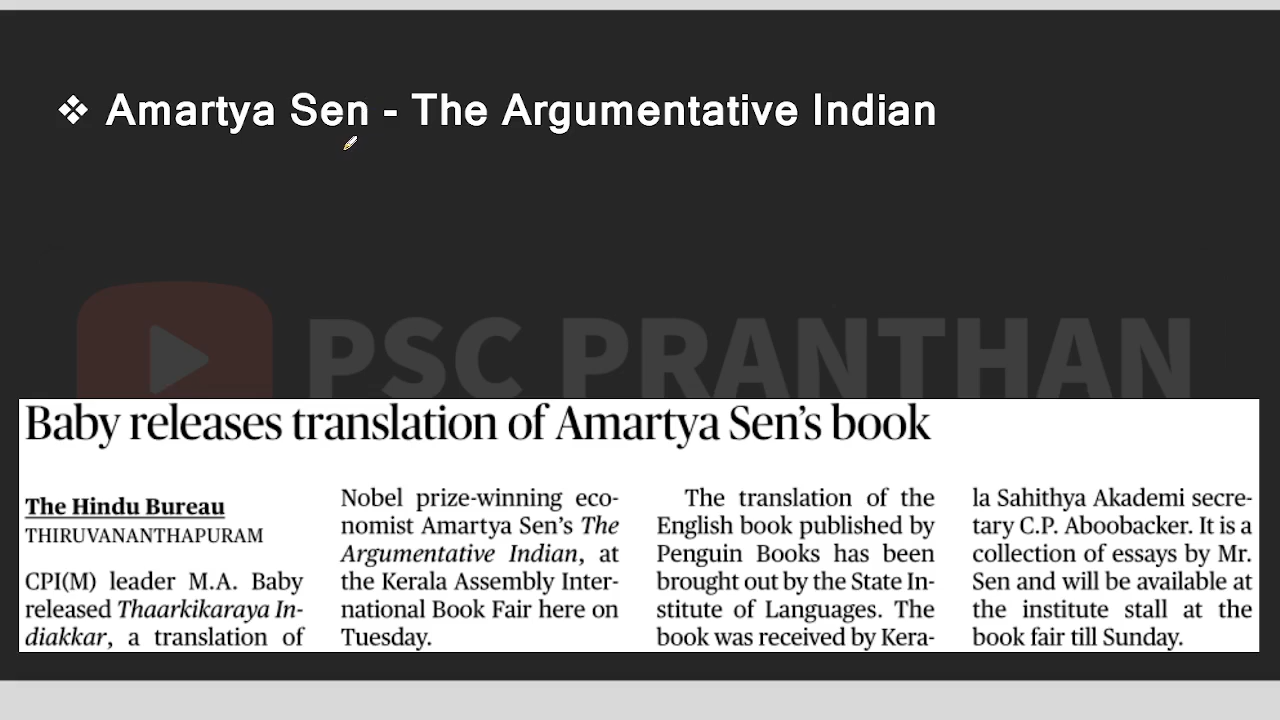 ❖ Amartya Sen - The Argumentative Indian
PSC PRANTHAN
Baby releases translation of Amartya Sen's book
The Hindu Bureau
THIRUVANANTHAPURAM
CPI(M) leader M.A. Baby
released Thaarkikaraya In-
diakkar, a translation of
Nobel prize-winning eco-
nomist Amartya Sen's The
Argumentative Indian, at
the Kerala Assembly Inter-
national Book Fair here on
Tuesday.
The translation of the
English book published by
Penguin Books has been
brought out by the State In-
stitute of Languages. The
book was received by Kera-
la Sahithya Akademi secre-
tary C.P. Aboobacker. It is a
collection of essays by Mr.
Sen and will be available at
the institute stall at the
book fair till Sunday.